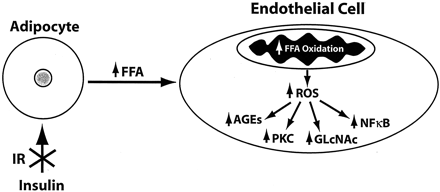 Endothelial Cell
Adipocyte
FFA Oxidation
FFA
ROS
AGEs
NFκB
PKC
GLcNAc
IR
Insulin